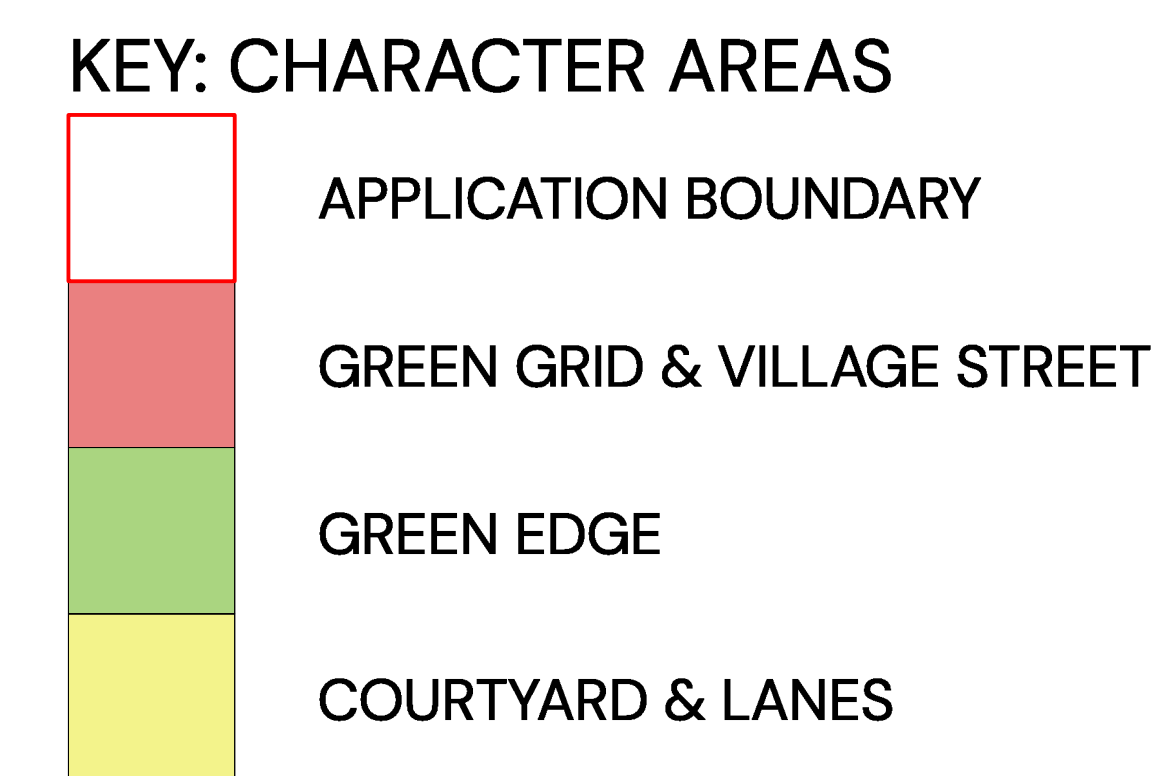 KEY: CHARACTER AREAS
APPLICATION BOUNDARY
GREEN GRID & VILLAGE STREET
GREEN EDGE
COURTYARD & LANES